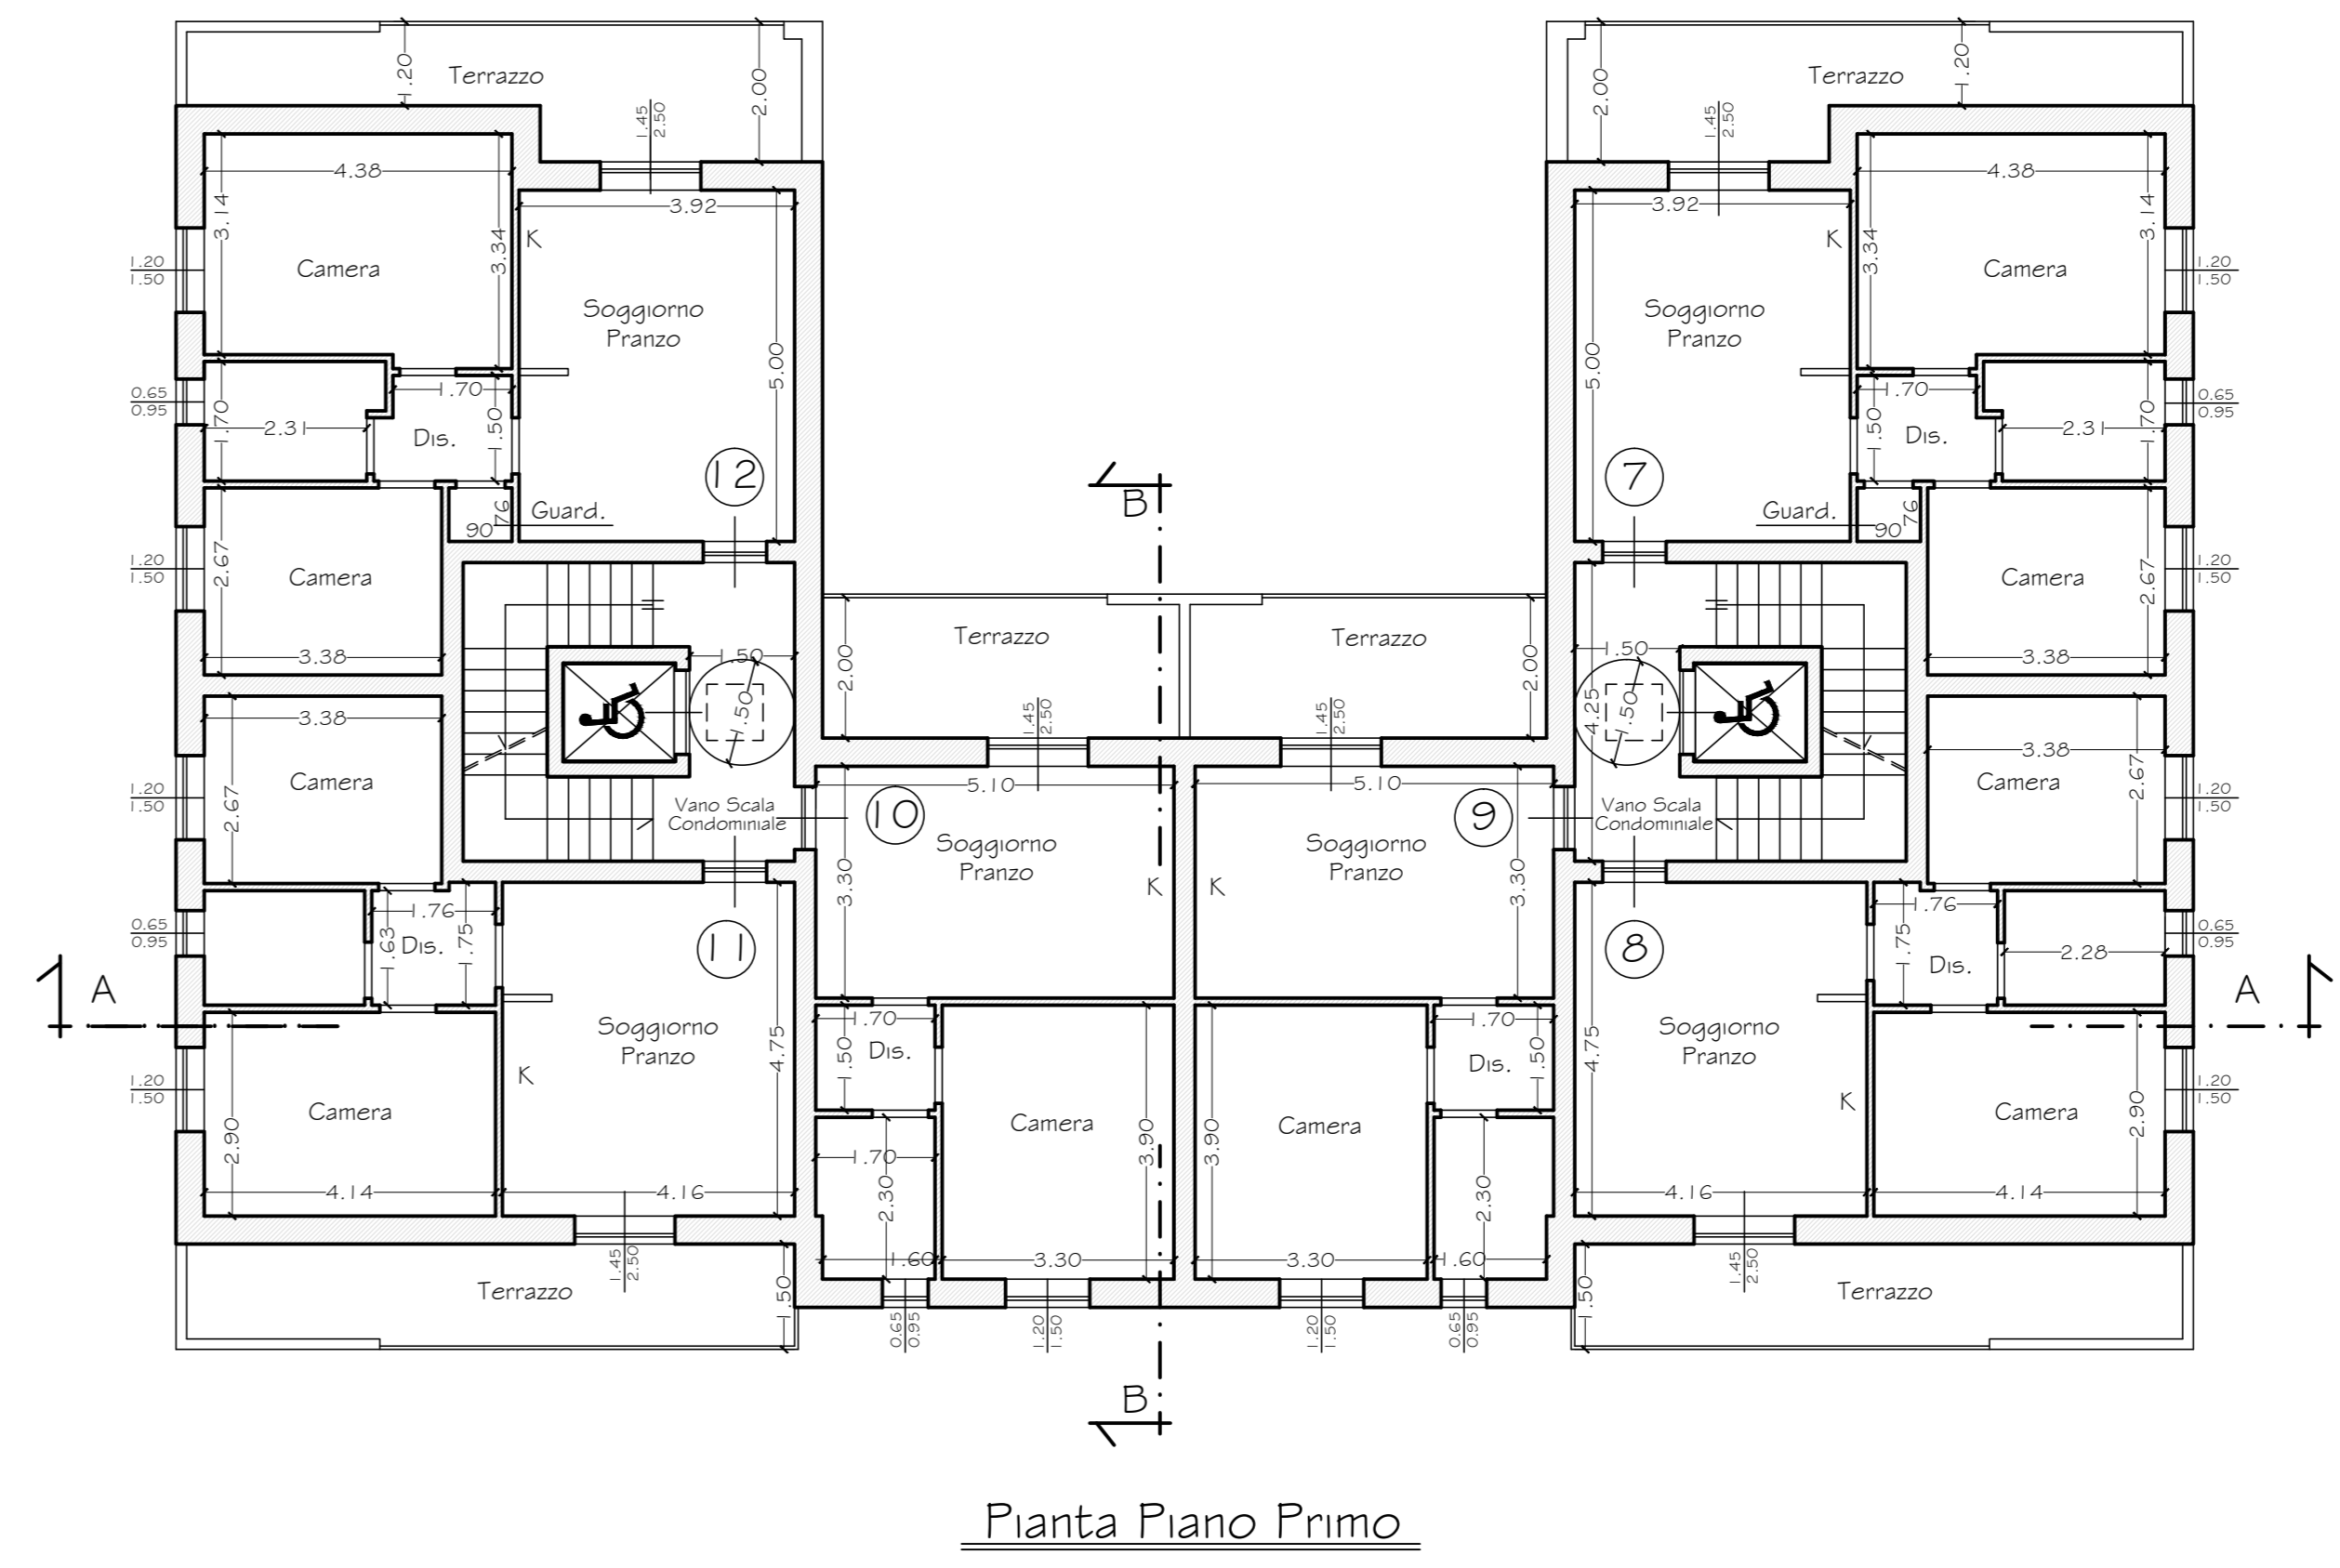 1.20
Terrazzo
2.00
1.45
2.50
2.00
Terrazzo
1.20
1.45
2.50
4.38
3.14
3.34
3.92
K
Camera
1.20
1.50
Soggiorno
Pranzo
5.00
3.92
K
4.38
3.34
3.14
Camera
1.20
1.50
Soggiorno
Pranzo
5.00
0.65
0.95
1.70
2.31
1.70
1.50
Dis.
12
7
1.70
1.50
Dis.
2.31
1.70
0.65
0.95
76
90
Guard.
B
Guard.
90
76
1.20
1.50
2.67
Camera
3.38
Camera
2.67
3.38
1.20
1.50
1.50
1.50
2.00
Terrazzo
Terrazzo
2.00
1.50
1.50
4.25
1.45
2.50
1.45
2.50
3.38
Camera
2.67
1.20
1.50
Vano Scala
Condominiale
5.10
10
Soggiorno
Pranzo
3.30
K
5.10
9
Soggiorno
Pranzo
3.30
K
Vano Scala
Condominiale
3.38
Camera
2.67
1.20
1.50
0.65
0.95
1.76
1.63
Dis.
1.75
11
8
1.76
1.75
Dis.
2.28
0.65
0.95
A
A
1.20
1.50
Camera
2.90
4.14
K
Soggiorno
Pranzo
4.75
4.16
1.70
1.50
Dis.
1.70
2.30
1.60
Camera
3.90
3.30
Camera
3.90
3.30
1.70
1.50
Dis.
2.30
1.60
Soggiorno
Pranzo
4.75
4.16
K
Camera
2.90
4.14
1.20
1.50
Terrazzo
1.45
2.50
1.50
0.65
0.95
1.20
1.50
1.20
1.50
0.65
0.95
1.50
1.45
2.50
Terrazzo
B
Pianta Piano Primo